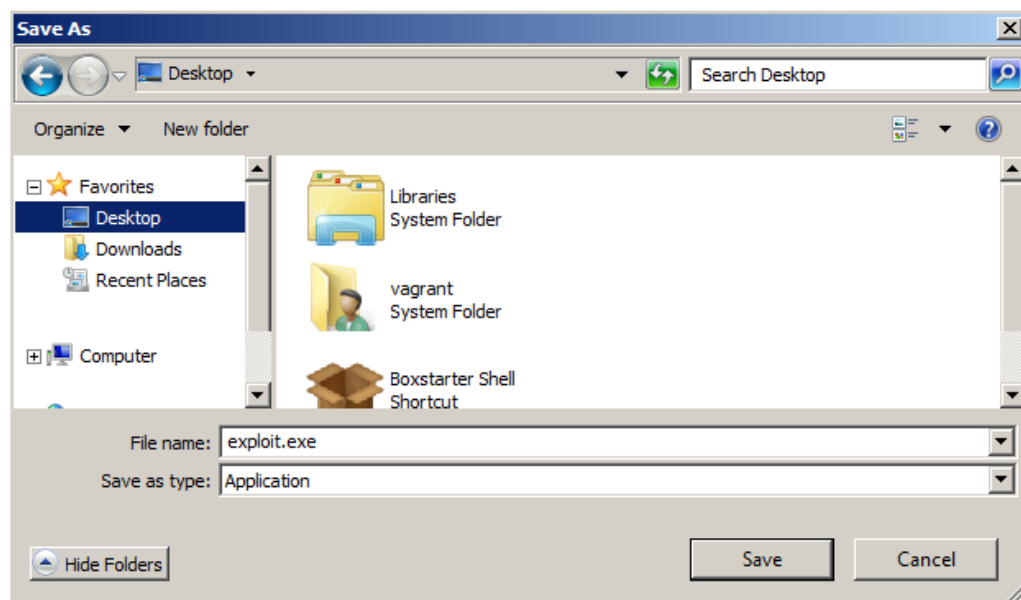 Save As
Desktop
Search Desktop
Organize
New folder
Favorites
Desktop
Downloads
Recent Places
Computer
Libraries
System Folder
vagrant
System Folder
Boxstarter Shell
Shortcut
File name: exploit.exe
Save as type: Application
Hide Folders
Save
Cancel